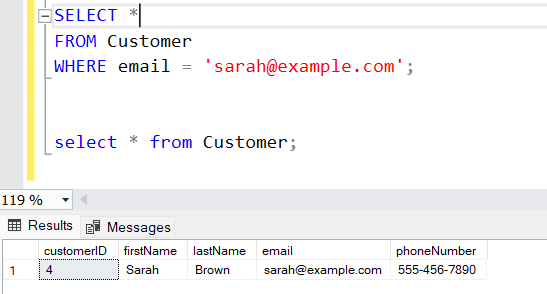 SELECT *
FROM Customer
WHERE email = 'sarah@example.com';
select * from Customer;
119 %
Results Messages
customerID firstName lastName email phoneNumber
1 4 Sarah Brown sarah@example.com 555-456-7890